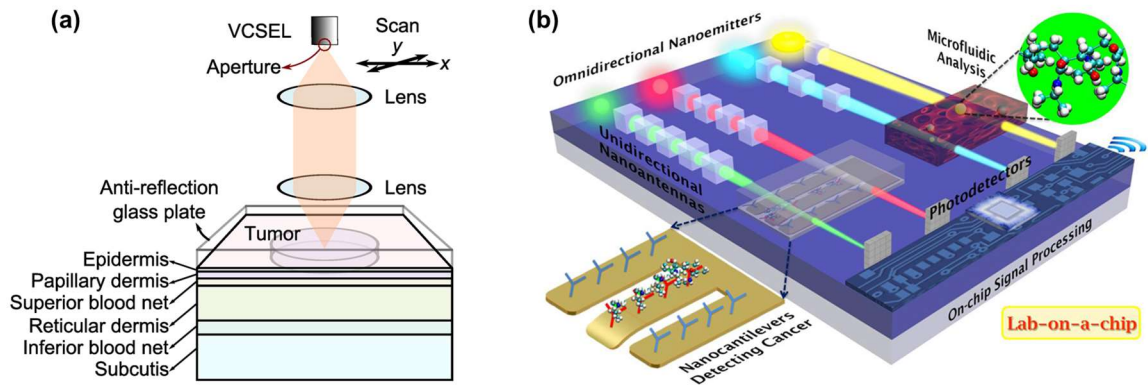 (a)
VCSEL
Aperture
Scan
y
x
Lens
Lens
Anti-reflection
glass plate
Tumor
Epidermis
Papillary dermis
Superior blood net
Reticular dermis
Inferior blood net
Subcutis
(b)
Omnidirectional Nanoemitters
Microfluidic
Analysis
Unidirectional
Nanoantennas
Photodetectors
On-chip Signal Processing
Nanocantilevers
Detecting Cancer
Lab-on-a-chip